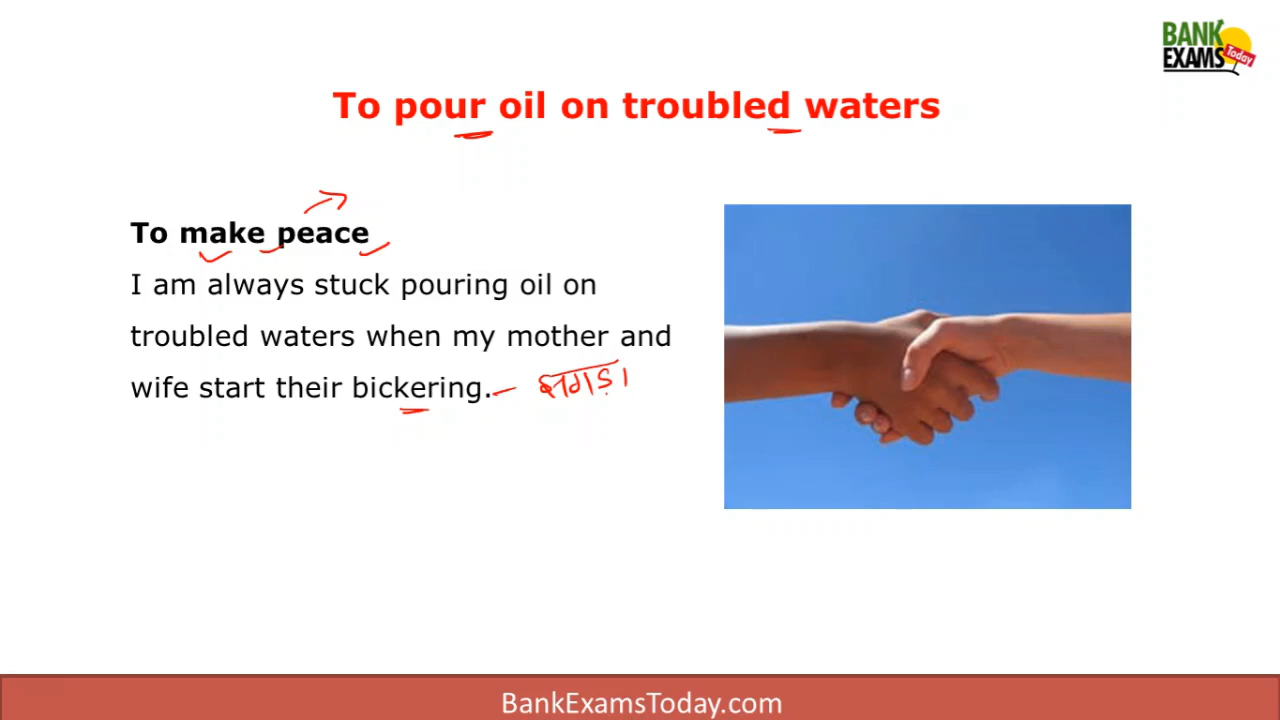 BANK
EXAMS Today
To pour oil on troubled waters
To make peace
I am always stuck pouring oil on
troubled waters when my mother and
wife start their bickering. – झगड़ा
BankExamsToday.com